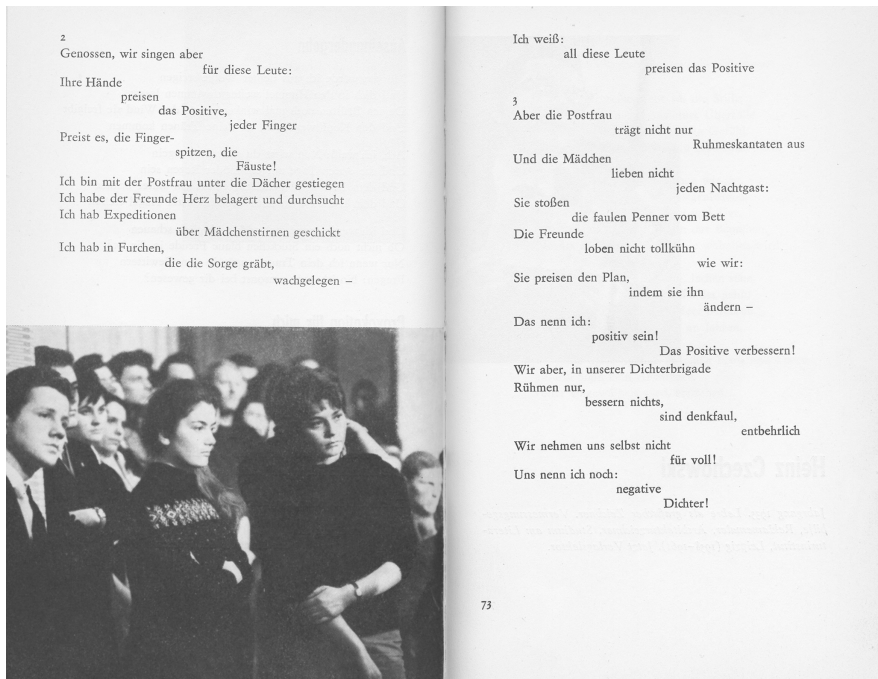 2
Genossen, wir singen aber
für diese Leute:
Ihre Hände
preisen
das Positive,
jeder Finger
Preist es, die Finger-
spitzen, die
Fäuste!
Ich bin mit der Postfrau unter die Dächer gestiegen
Ich habe der Freunde Herz belagert und durchsucht
Ich hab Expeditionen
über Mädchenstirnen geschickt
Ich hab in Furchen,
die die Sorge gräbt,
wachgelegen –
Ich weiß:
all diese Leute
preisen das Positive
3
Aber die Postfrau
trägt nicht nur
Ruhmeskantaten aus
Und die Mädchen
lieben nicht
jeden Nachtgast:
Sie stoßen
die faulen Penner vom Bett
Die Freunde
loben nicht tollkühn
wie wir:
Sie preisen den Plan,
indem sie ihn
ändern –
Das nenn ich:
positiv sein!
Das Positive verbessern!
Wir aber, in unserer Dichterbrigade
Rühmen nur,
bessern nichts,
sind denkfaul,
entbehrlich
Wir nehmen uns selbst nicht
für voll!
Uns nenn ich noch:
negative
Dichter!
73